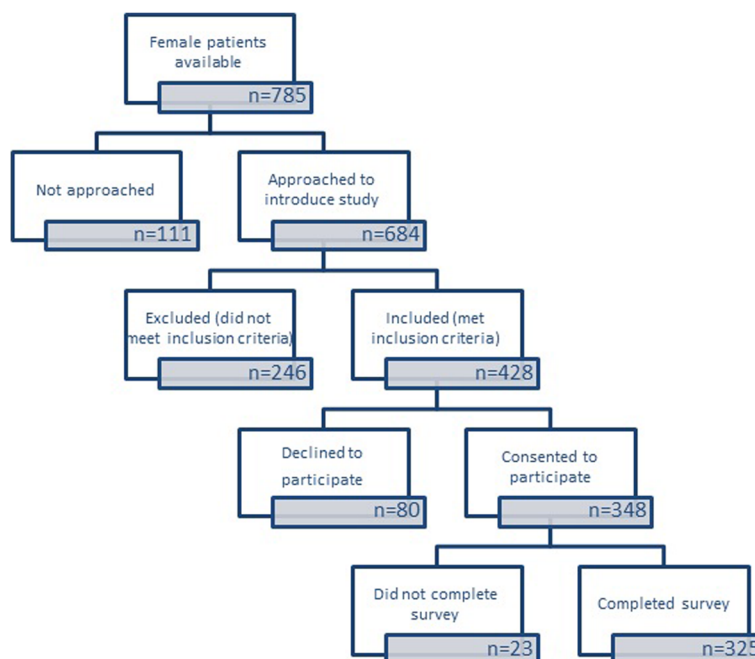 Female patients
available
n=785
Not approached
n=111
Approached to
introduce study
n=684
Excluded (did not
meet inclusion criteria)
n=246
Included (met
inclusion criteria)
n=428
Declined to
participate
n=80
Consented to
participate
n=348
Did not complete
survey
n=23
Completed survey
n=325